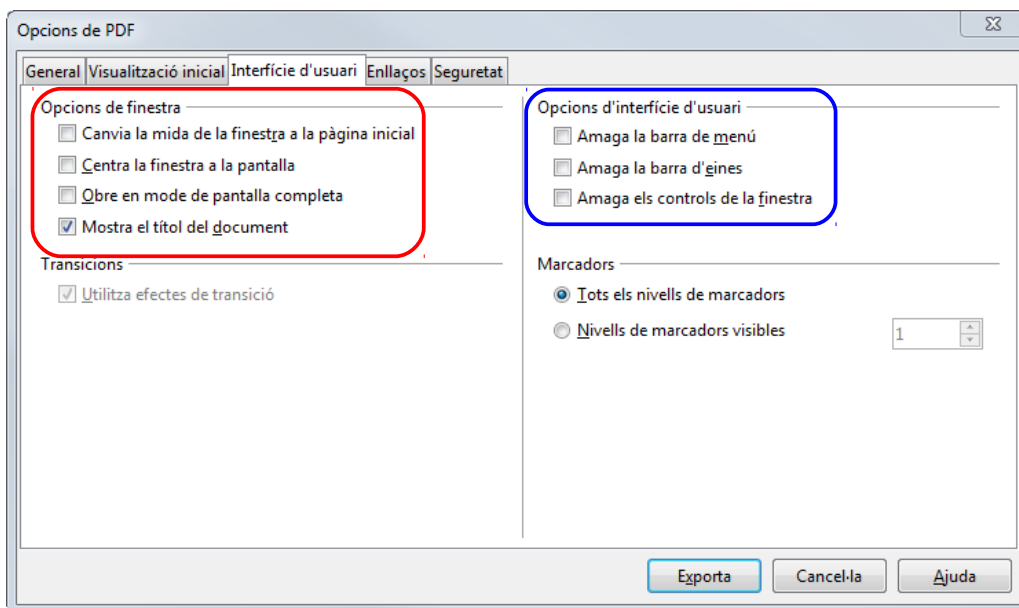 Opcions de PDF
General Visualització inicial Interfície d'usuari Enllaços Seguretat
Opcions de finestra
Canvia la mida de la finestra a la pàgina inicial
Centra la finestra a la pantalla
Obre en mode de pantalla completa
Mostra el títol del document
Transicions
Utilitza efectes de transició
Opcions d'interfície d'usuari
Amaga la barra de menú
Amaga la barra d'eines
Amaga els controls de la finestra
Marcadors
Tots els nivells de marcadors
Nivells de marcadors visibles 1
Exporta Cancel·la Ajuda